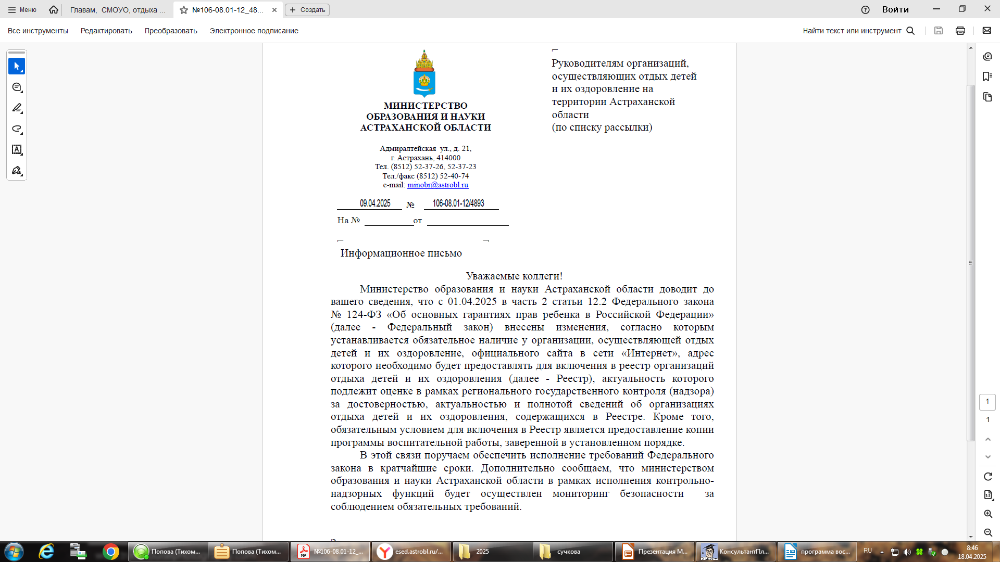 Меню
Главам,  СМОУО, отдыха ...
№106-08.01-12_48...
Создать
Войти
Все инструменты
Редактировать
Преобразовать
Электронное подписание
Найти текст или инструмент
МИНИСТЕРСТВО
ОБРАЗОВАНИЯ И НАУКИ
АСТРАХАНСКОЙ ОБЛАСТИ
Адмиралтейская  ул., д. 21,
г. Астрахань, 414000
Тел. (8512) 52-37-26, 52-37-23
Тел./факс (8512) 52-40-74
e-mail: minobr@astrobl.ru
09.04.2025 № 106-08.01-12/4893
На № ____________от ____________________
Руководителям организаций,
осуществляющих отдых детей
и их оздоровление на
территории Астраханской
области
(по списку рассылки)
Информационное письмо
Уважаемые коллеги!
Министерство образования и науки Астраханской области доводит до
вашего сведения, что с 01.04.2025 в часть 2 статьи 12.2 Федерального закона
№ 124-ФЗ «Об основных гарантиях прав ребенка в Российской Федерации»
(далее - Федеральный закон) внесены изменения, согласно которым
устанавливается обязательное наличие у организации, осуществляющей отдых
детей и их оздоровление, официального сайта в сети «Интернет», адрес
которого необходимо будет предоставлять для включения в реестр организаций
отдыха детей и их оздоровления (далее - Реестр), актуальность которого
подлежит оценке в рамках регионального государственного контроля (надзора)
за достоверностью, актуальностью и полнотой сведений об организациях
отдыха детей и их оздоровления, содержащихся в Реестре. Кроме того,
обязательным условием для включения в Реестр является предоставление копии
программы воспитательной работы, заверенной в установленном порядке.
В этой связи поручаем обеспечить исполнение требований Федерального
закона в кратчайшие сроки. Дополнительно сообщаем, что министерством
образования и науки Астраханской области в рамках исполнения контрольно-
надзорных функций будет осуществлен мониторинг безопасности  за
соблюдением обязательных требований.
1
1
Попова (Тихом...
Попова (Тихом...
№106-08.01-12_...
esed.astrobl.ru/...
2025
сучкова
Презентация М...
КонсультантПл...
программа вос...
RU
8:46
18.04.2025